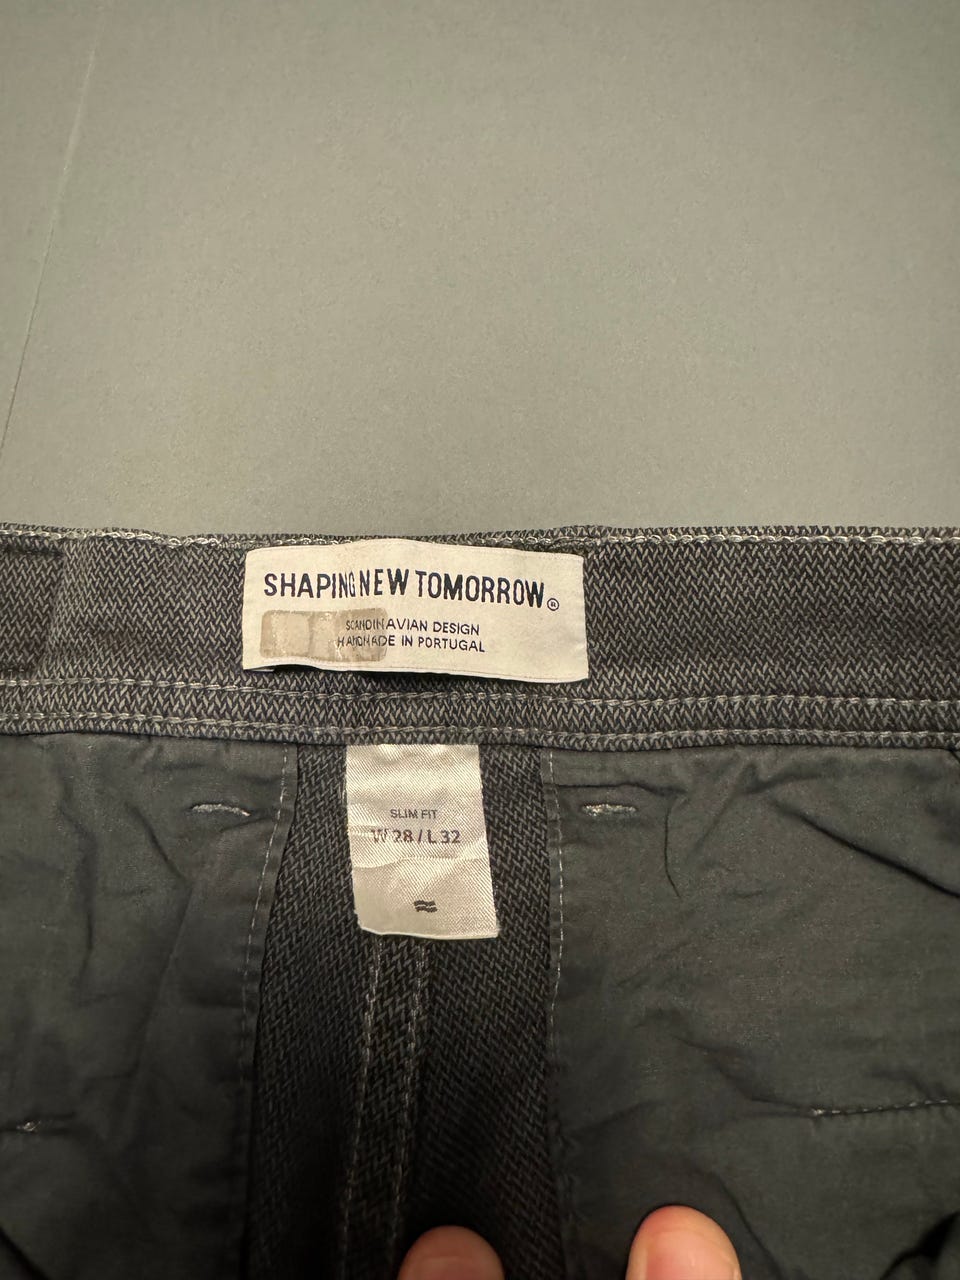 SHAPING NEW TOMORROW®
SCANDINAVIAN DESIGN
HANDMADE IN PORTUGAL
SLIM FIT
W 28 / L 32